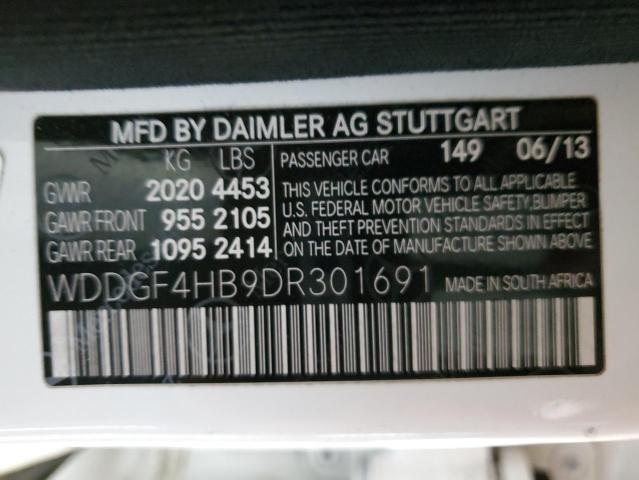 MFD BY DAIMLER AG STUTTGART
KG LBS
GVWR 2020 4453
GAWR FRONT 955 2105
GAWR REAR 1095 2414
PASSENGER CAR 149 06/13
THIS VEHICLE CONFORMS TO ALL APPLICABLE
U.S. FEDERAL MOTOR VEHICLE SAFETY, BUMPER
AND THEFT PREVENTION STANDARDS IN EFFECT
ON THE DATE OF MANUFACTURE SHOWN ABOVE.
WDDGF4HB9DR301691
MADE IN SOUTH AFRICA